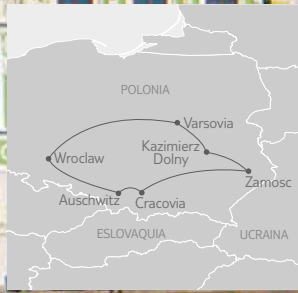 POLONIA
Varsovia
Kazimierz
Dolny
Wroclaw
Zamosc
Auschwitz
Cracovia
ESLOVAQUIA
UCRAINA